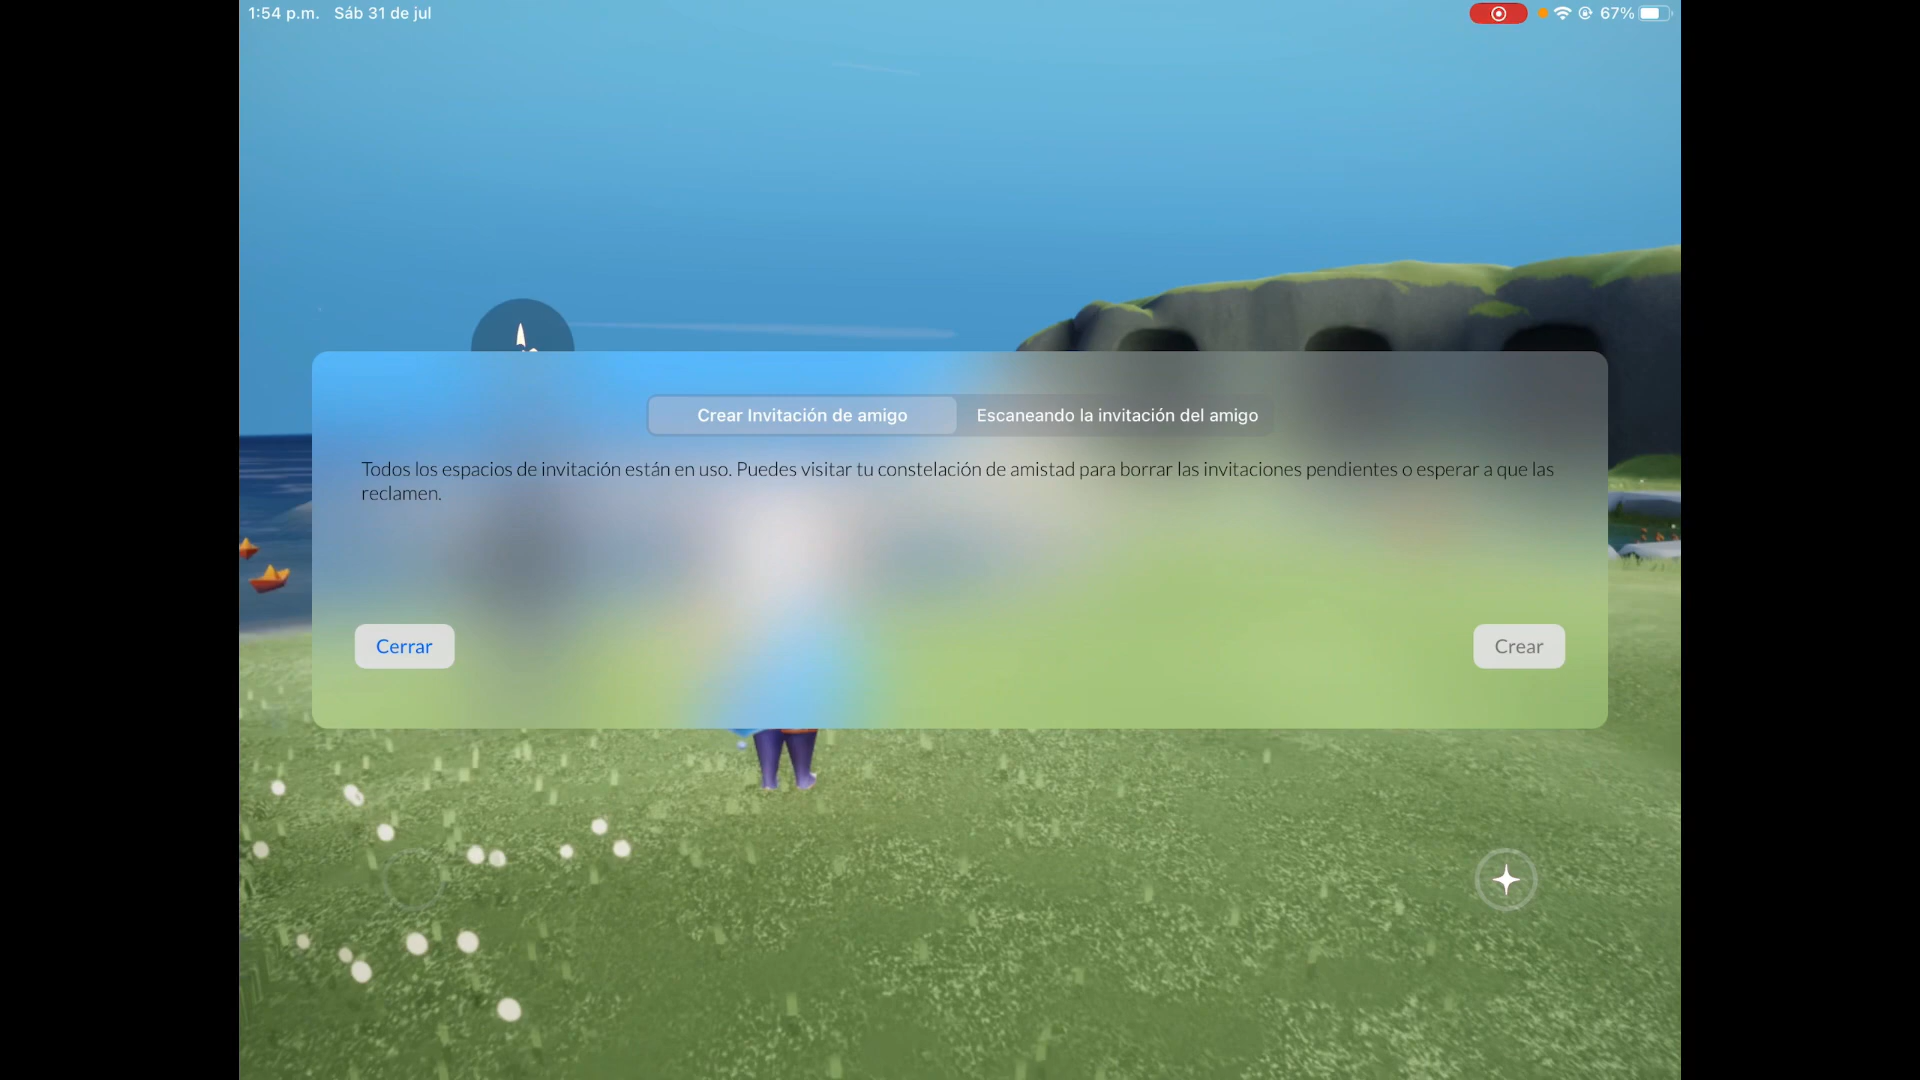 1:54 p.m. Sáb 31 de jul
67%
Crear Invitación de amigo
Escaneando la invitación del amigo
Todos los espacios de invitación están en uso. Puedes visitar tu constelación de amistad para borrar las invitaciones pendientes o esperar a que las
reclamen.
Cerrar
Crear